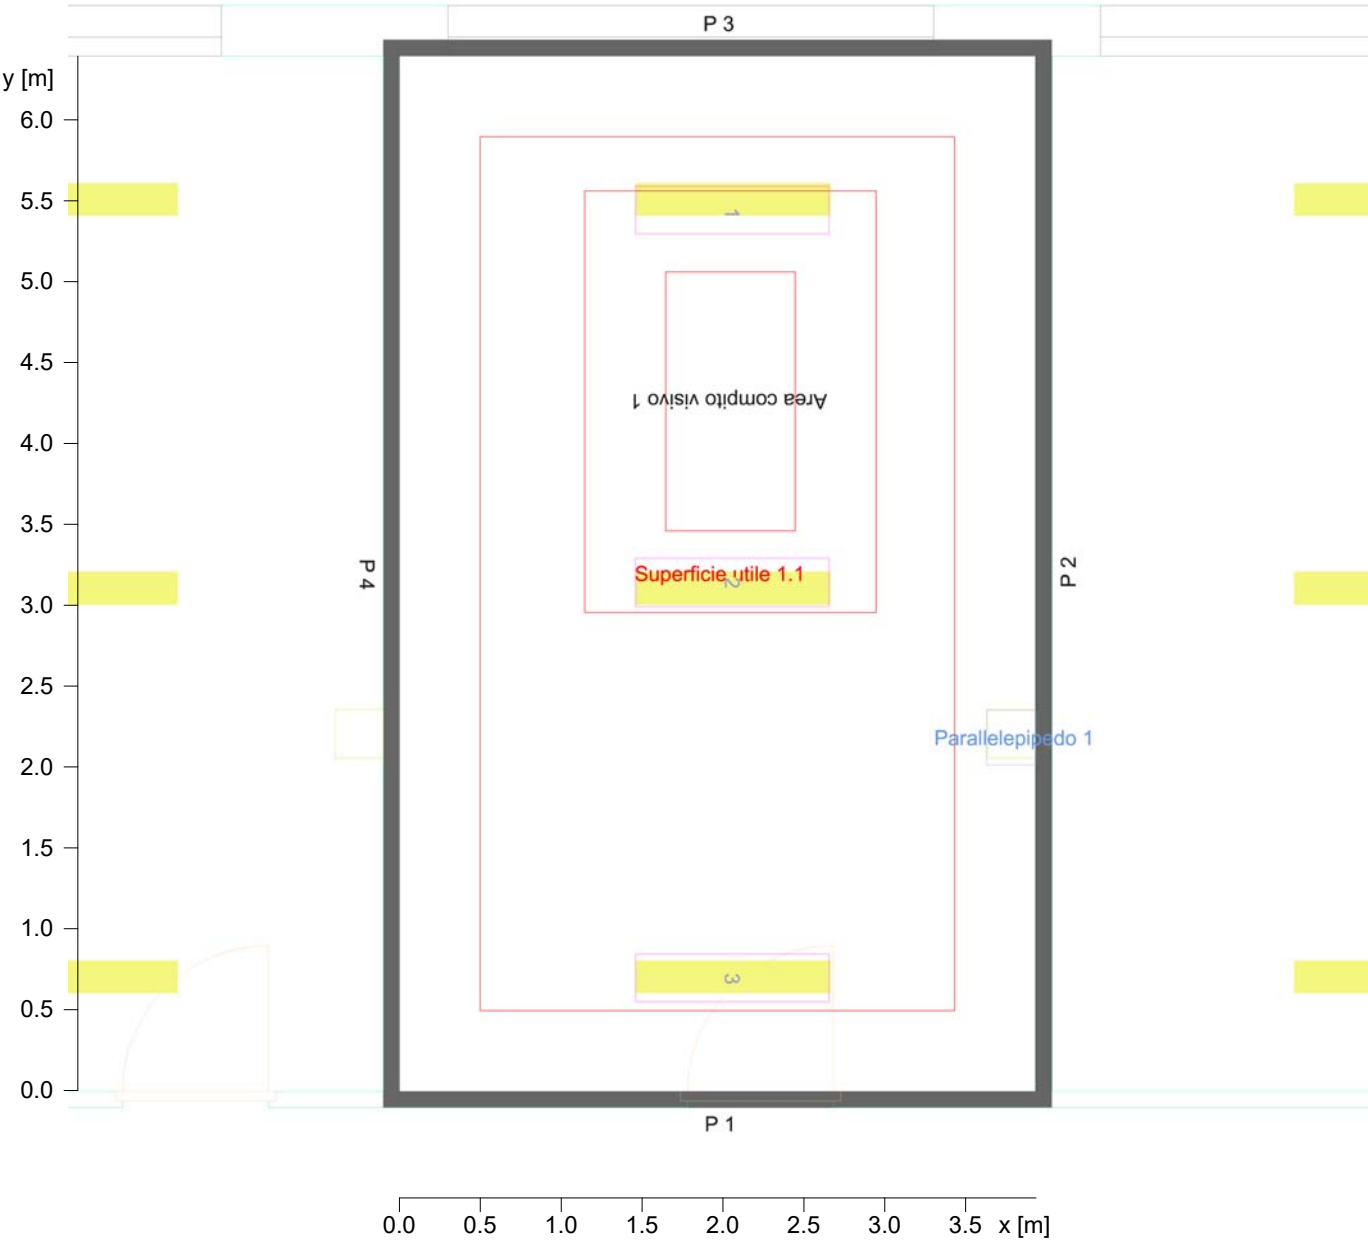 P 3
y [m]
6.0
5.5
1
5.0
4.5
Area compito visivo 1
4.0
3.5
P 4
Superficie utile 1.1
2
P 2
3.0
2.5
Parallelepipedo 1
2.0
1.5
1.0
3
0.5
0.0
P 1
0.0 0.5 1.0 1.5 2.0 2.5 3.0 3.5 x [m]